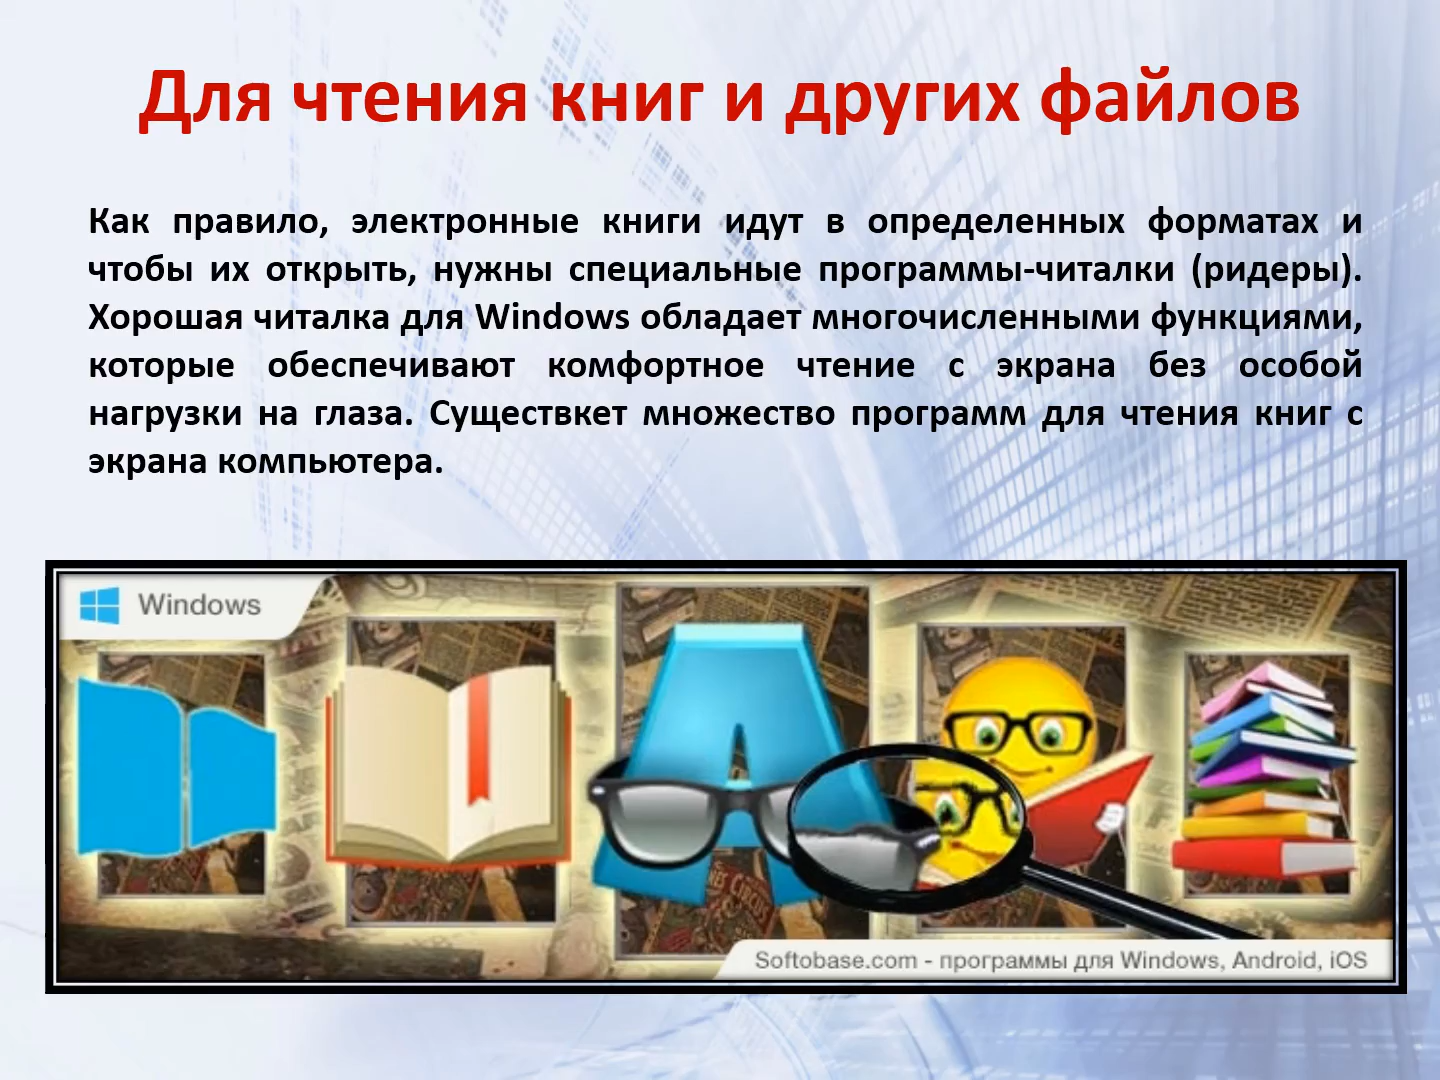 Для чтения книг и других файлов
Как правило, электронные книги идут в определенных форматах и
чтобы их открыть, нужны специальные программы-читалки (ридеры).
Хорошая читалка для Windows обладает многочисленными функциями,
которые обеспечивают комфортное чтение с экрана без особой
нагрузки на глаза. Существкет множество программ для чтения книг с
экрана компьютера.
Windows
Softobase.com - программы для Windows, Android, iOS